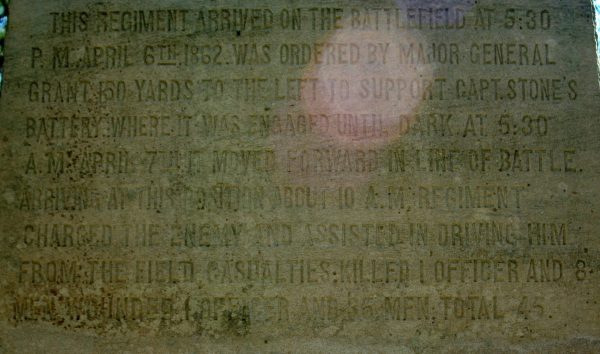 THIS REGIMENT ARRIVED ON THE BATTLEFIELD AT 5:30
P. M. APRIL 6TH 1862. WAS ORDERED BY MAJOR GENERAL
GRANT, 150 YARDS TO THE LEFT TO SUPPORT CAPT. STONE'S
BATTERY, WHERE IT WAS ENGAGED UNTIL DARK. AT 5:30
A. M. APRIL 7TH IT MOVED FORWARD IN LINE OF BATTLE.
ARRIVING AT THIS POSITION ABOUT 10 A. M. REGIMENT
CHARGED THE ENEMY AND ASSISTED IN DRIVING HIM
FROM THE FIELD. CASUALTIES: KILLED 1 OFFICER AND 8
MEN. WOUNDED 1 OFFICER AND 35 MEN. TOTAL 45.